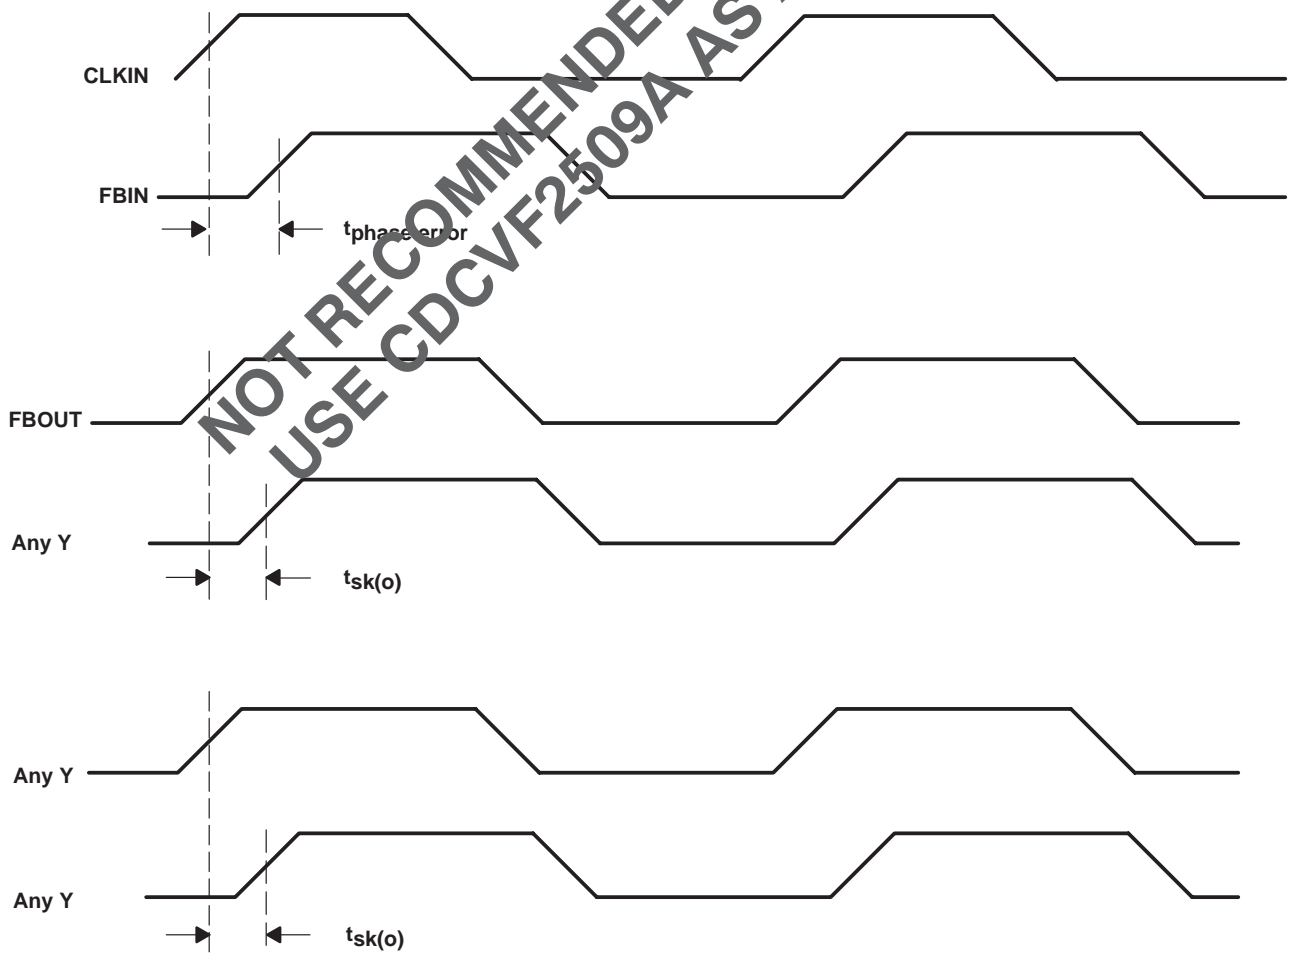 CLKIN
FBIN
tphase error
NOT RECOMMENDED
USE CDCVF2509A AS
FBOUT
Any Y
tsk(o)
Any Y
Any Y
tsk(o)